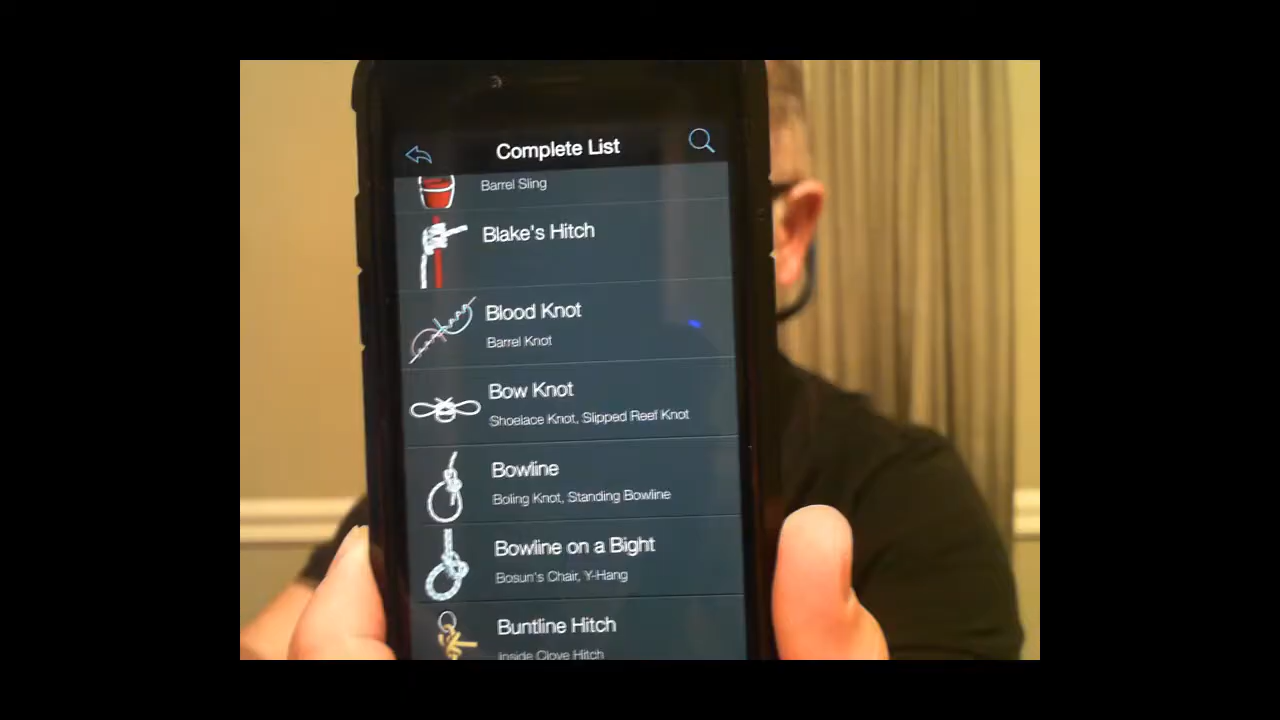 Complete List
Barrel Sling
Blake's Hitch
Blood Knot
Barrel Knot
Bow Knot
Shoelace Knot, Slipped Reef Knot
Bowline
Boling Knot, Standing Bowline
Bowline on a Bight
Bosun's Chair, Y-Hang
Buntline Hitch
Inside Clove Hitch